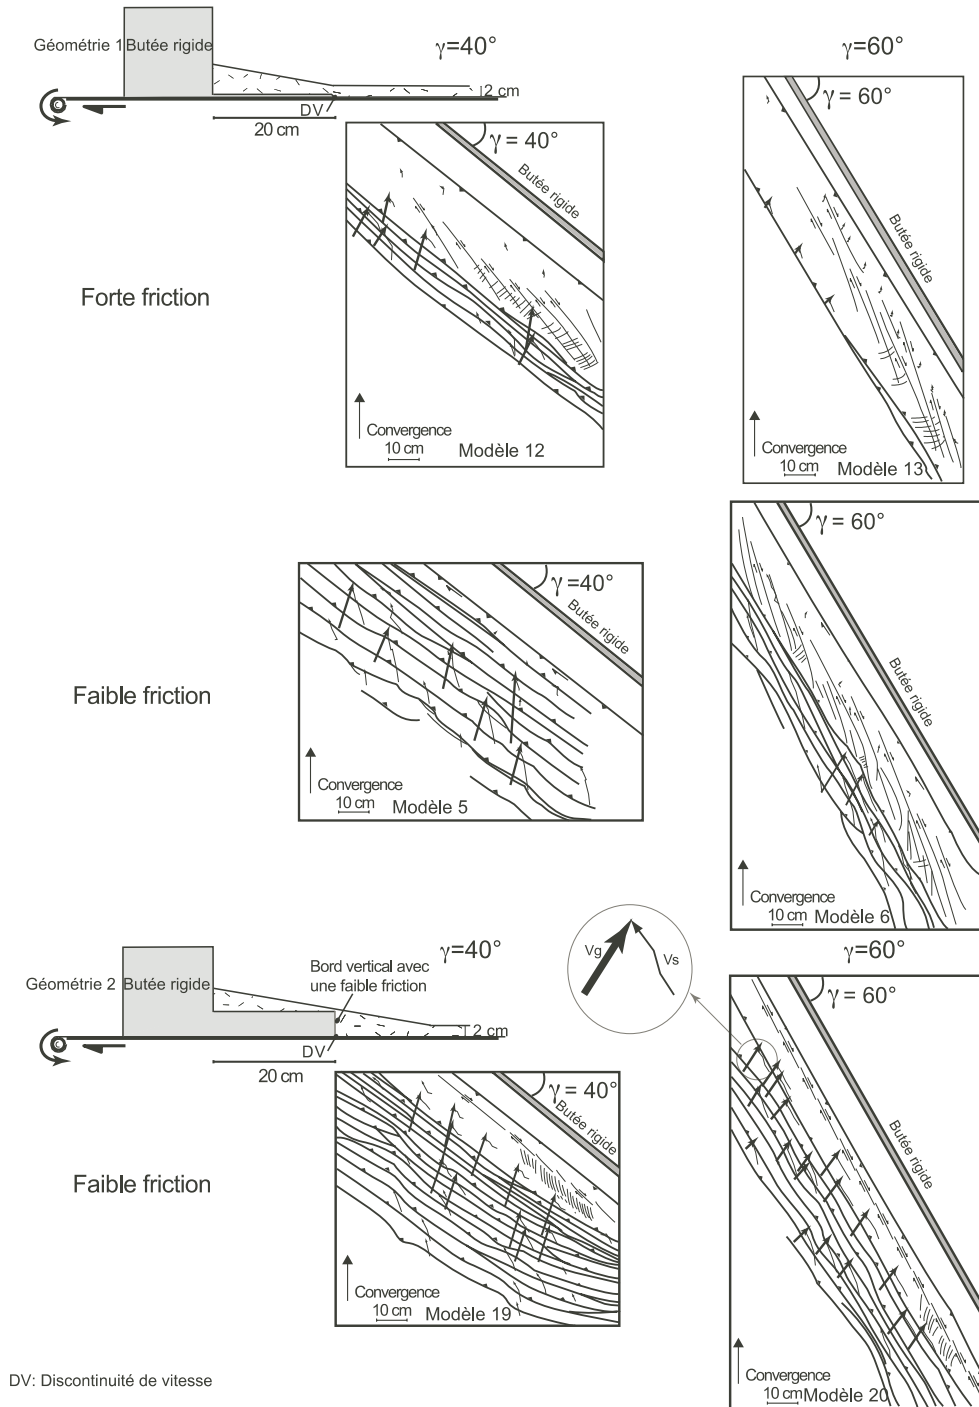 Géométrie 1
Butée rigide
γ=40°
γ=60°
2 cm
DV
20 cm
γ = 40°
Butée rigide
Convergence
10 cm
Modèle 12
γ = 60°
Butée rigide
Convergence
10 cm
Modèle 13
Forte friction
γ =40°
Butée rigide
Convergence
10 cm
Modèle 5
γ = 60°
Butée rigide
Convergence
10 cm
Modèle 6
Faible friction
Géométrie 2
Butée rigide
γ=40°
Bord vertical avec
une faible friction
2 cm
DV
20 cm
Vg
Vs
γ=60°
γ = 40°
Butée rigide
Convergence
10 cm
Modèle 19
γ = 60°
Butée rigide
Convergence
10 cm
Modèle 20
Faible friction
DV: Discontinuité de vitesse